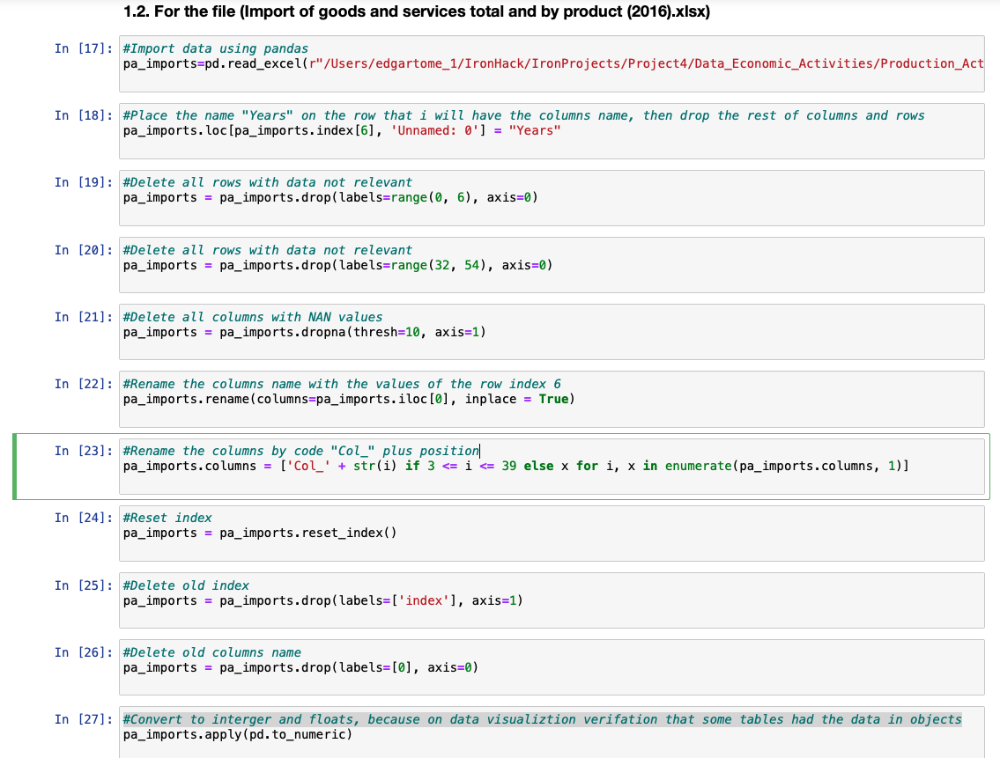 1.2. For the file (Import of goods and services total and by product (2016).xlsx)
In [17]: #Import data using pandas
pa_imports=pd.read_excel(r"/Users/edgartome_1/IronHack/IronProjects/Project4/Data_Economic_Activities/Production_Act
In [18]: #Place the name "Years" on the row that i will have the columns name, then drop the rest of columns and rows
pa_imports.loc[pa_imports.index[6], 'Unnamed: 0'] = "Years"
In [19]: #Delete all rows with data not relevant
pa_imports = pa_imports.drop(labels=range(0, 6), axis=0)
In [20]: #Delete all rows with data not relevant
pa_imports = pa_imports.drop(labels=range(32, 54), axis=0)
In [21]: #Delete all columns with NAN values
pa_imports = pa_imports.dropna(thresh=10, axis=1)
In [22]: #Rename the columns name with the values of the row index 6
pa_imports.rename(columns=pa_imports.iloc[0], inplace = True)
In [23]: #Rename the columns by code "Col_" plus position
pa_imports.columns = ['Col_' + str(i) if 3 <= i <= 39 else x for i, x in enumerate(pa_imports.columns, 1)]
In [24]: #Reset index
pa_imports = pa_imports.reset_index()
In [25]: #Delete old index
pa_imports = pa_imports.drop(labels=['index'], axis=1)
In [26]: #Delete old columns name
pa_imports = pa_imports.drop(labels=[0], axis=0)
In [27]: #Convert to interger and floats, because on data visualiztion verifation that some tables had the data in objects
pa_imports.apply(pd.to_numeric)